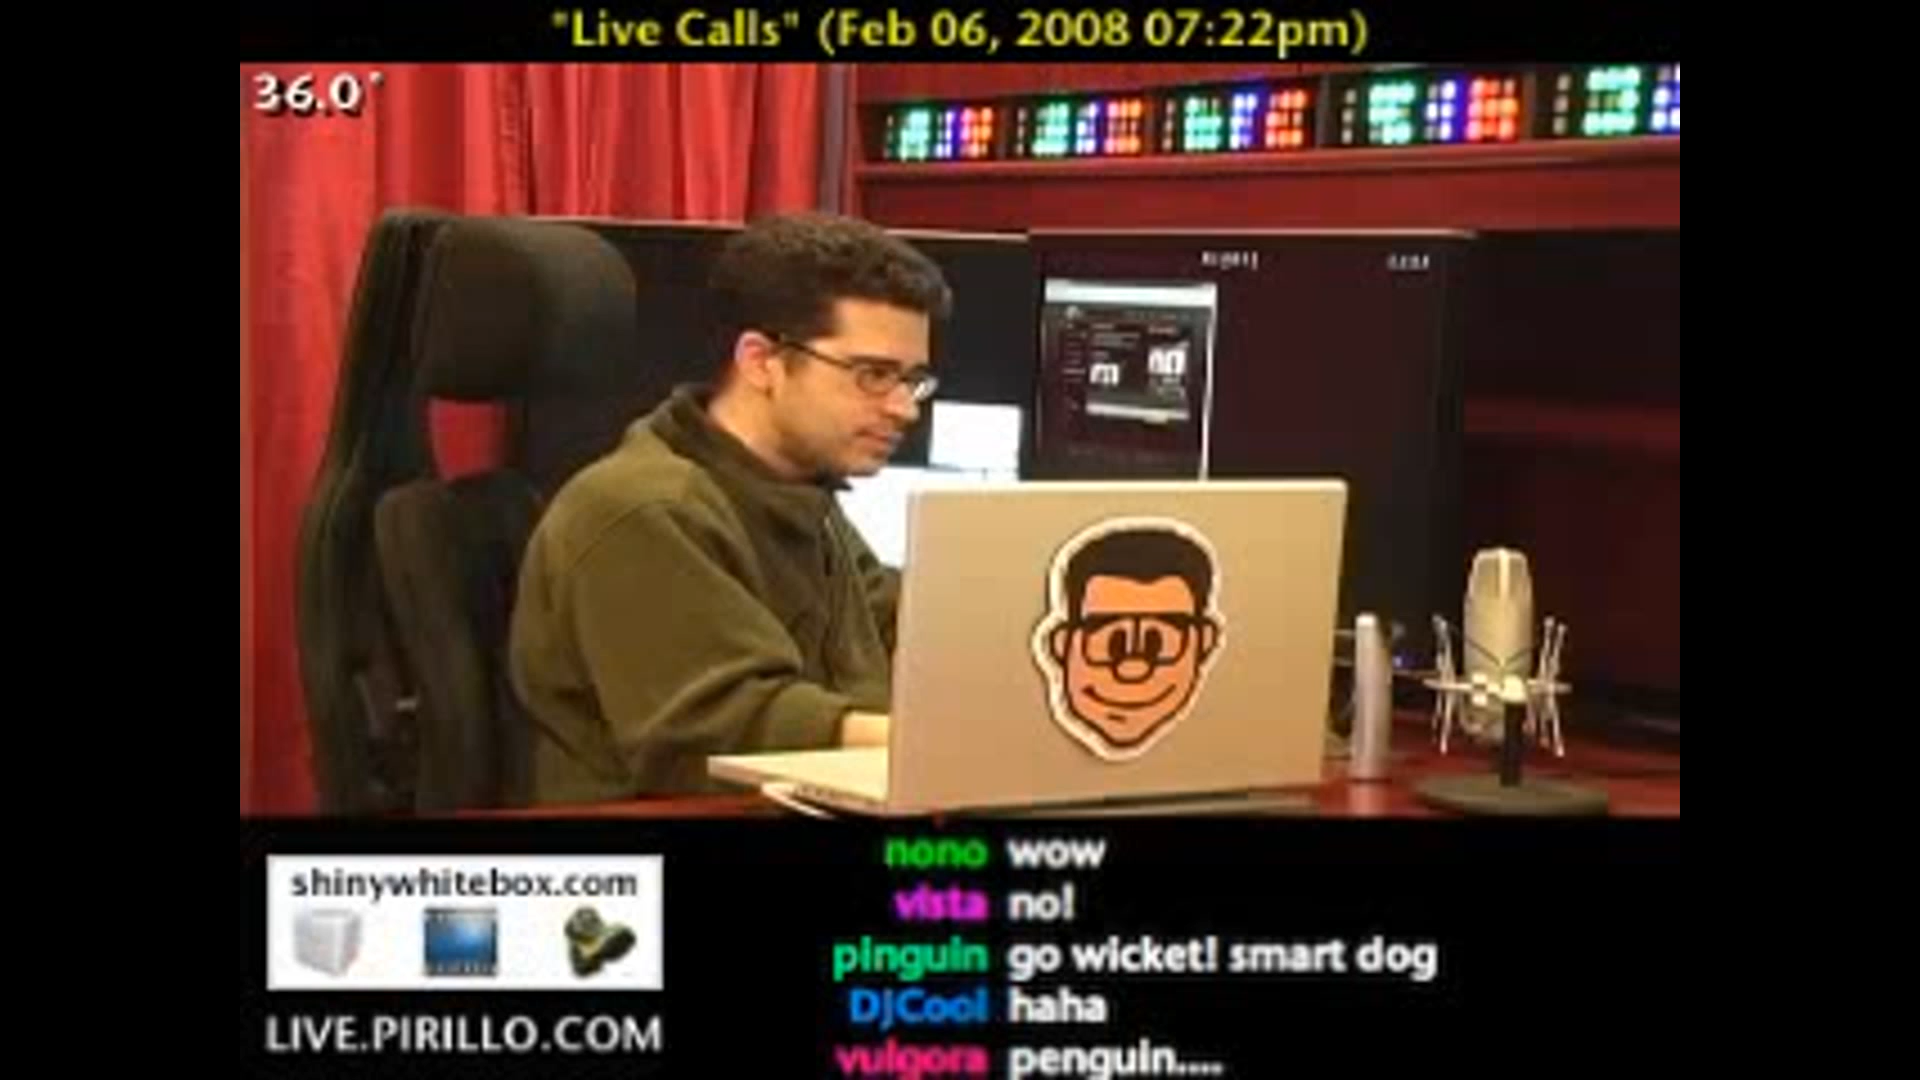 "Live Calls" (Feb 06, 2008 07:22pm)
36.0°
shinywhitebox.com
LIVE.PIRILLO.COM
nono wow
vista no!
pinguin go wicket! smart dog
DJCool haha
vulgora penguin....